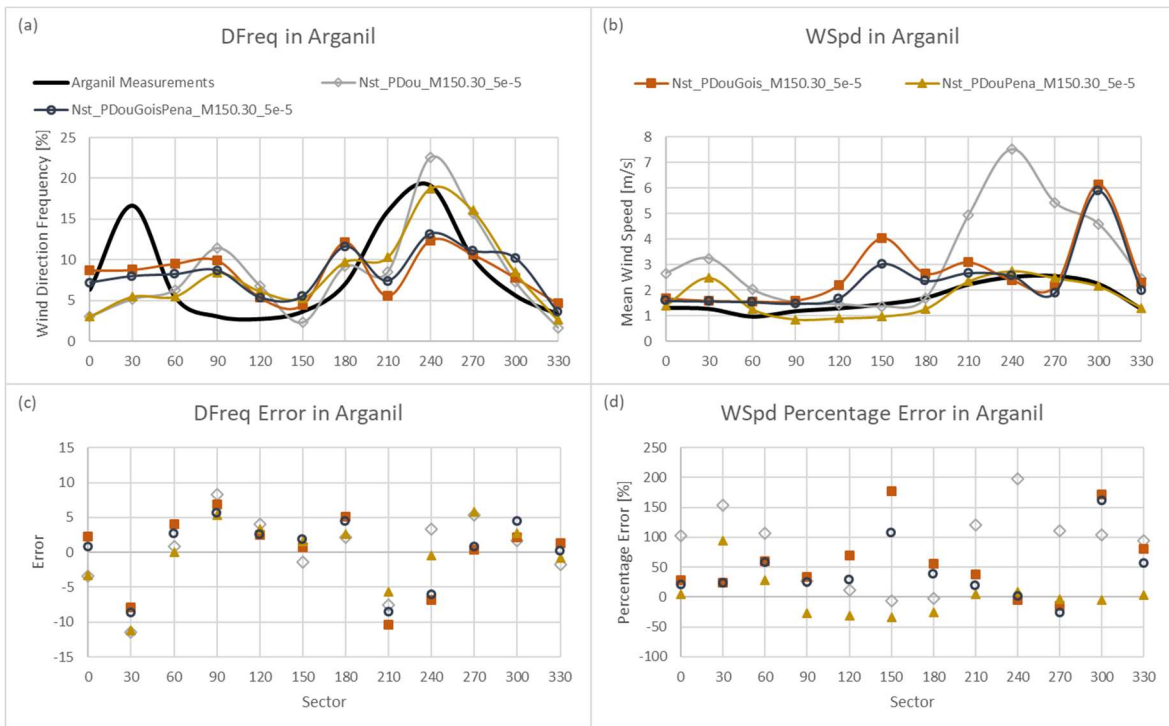 (a)
DFreq in Arganil
(b)
WSpd in Arganil
Arganil Measurements
Nst_PDou_M150.30_5e-5
Nst_PDouGois_M150.30_5e-5
Nst_PDouPena_M150.30_5e-5
Nst_PDouGoisPena_M150.30_5e-5
Wind Direction Frequency [%]
25
20
15
10
5
0
0 30 60 90 120 150 180 210 240 270 300 330
Mean Wind Speed [m/s]
8
7
6
5
4
3
2
1
0
0 30 60 90 120 150 180 210 240 270 300 330
(c)
DFreq Error in Arganil
Error
15
10
5
0
-5
-10
-15
0 30 60 90 120 150 180 210 240 270 300 330
Sector
(d)
WSpd Percentage Error in Arganil
Percentage Error [%]
250
200
150
100
50
0
-50
-100
0 30 60 90 120 150 180 210 240 270 300 330
Sector